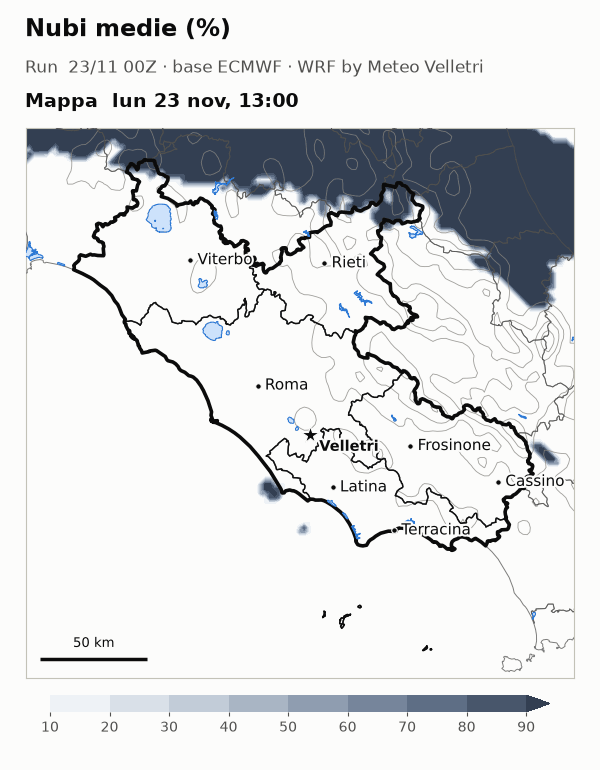 Nubi medie (%)
Run 23/11 00Z · base ECMWF · WRF by Meteo Velletri
Mappa lun 23 nov, 13:00
Viterbo
Rieti
Roma
Velletri
Frosinone
Latina
Cassino
Terracina
50 km
10 20 30 40 50 60 70 80 90